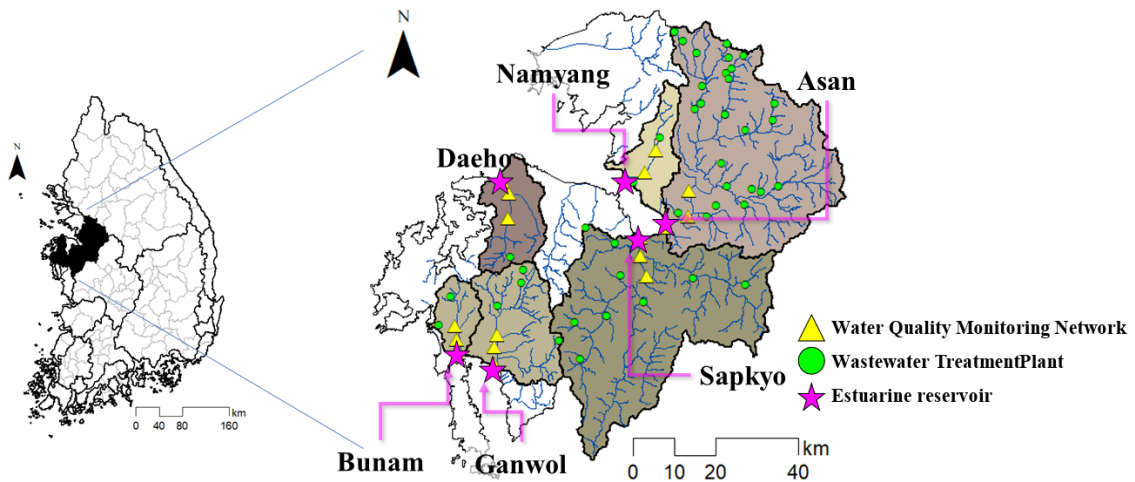 N
Namyang
Asan
Daeho
N
Water Quality Monitoring Network
Wastewater TreatmentPlant
Estuarine reservoir
Sapkyo
km
0 40 80 160
Bunam
Ganwol
km
0 10 20 40